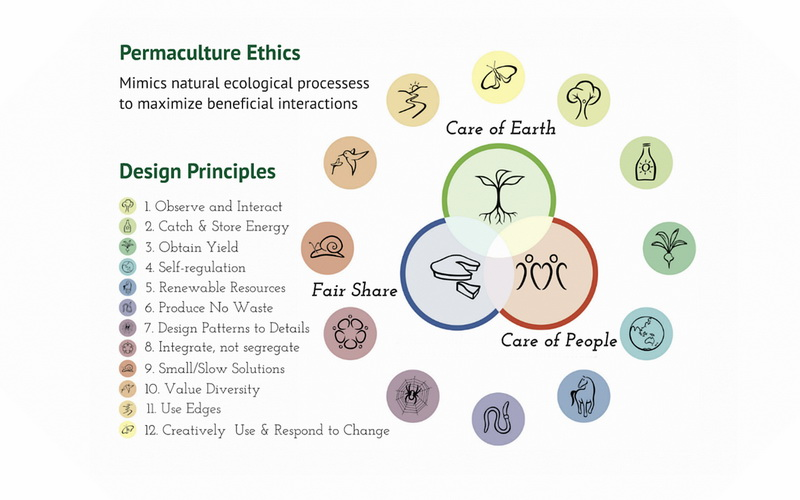 Permaculture Ethics
Mimics natural ecological processess
to maximize beneficial interactions
Design Principles
1. Observe and Interact
2. Catch & Store Energy
3. Obtain Yield
4. Self-regulation
5. Renewable Resources
6. Produce No Waste
7. Design Patterns to Details
8. Integrate, not segregate
9. Small/Slow Solutions
10. Value Diversity
11. Use Edges
12. Creatively Use & Respond to Change
Care of Earth
Fair Share
Care of People